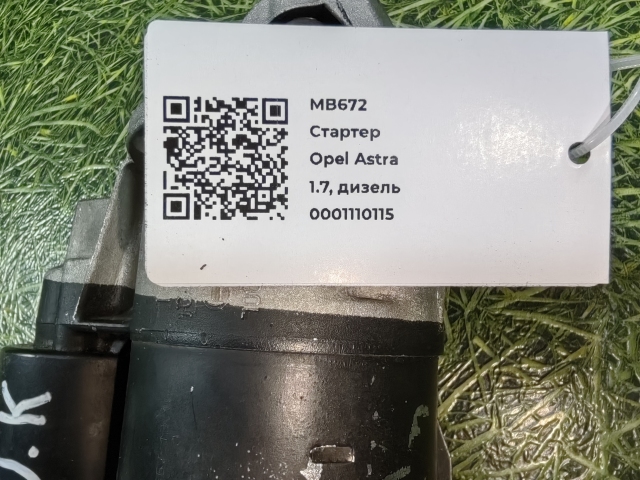 MB672
Стартер
Opel Astra
1.7, дизель
0001110115